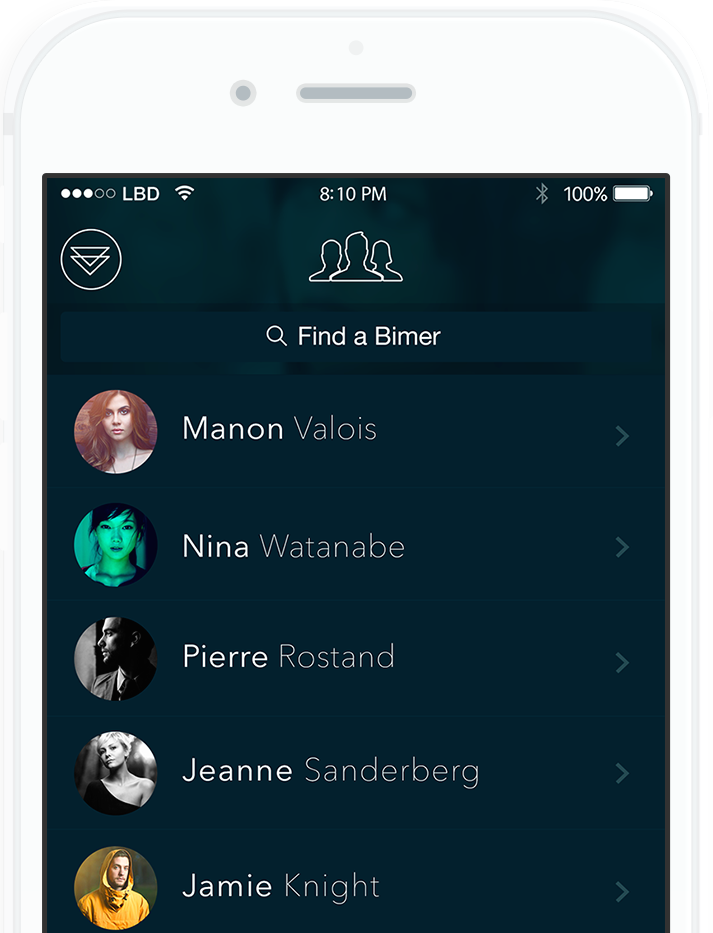 LBD 8:10 PM 100%
Find a Bimer
Manon Valois
Nina Watanabe
Pierre Rostand
Jeanne Sanderberg
Jamie Knight